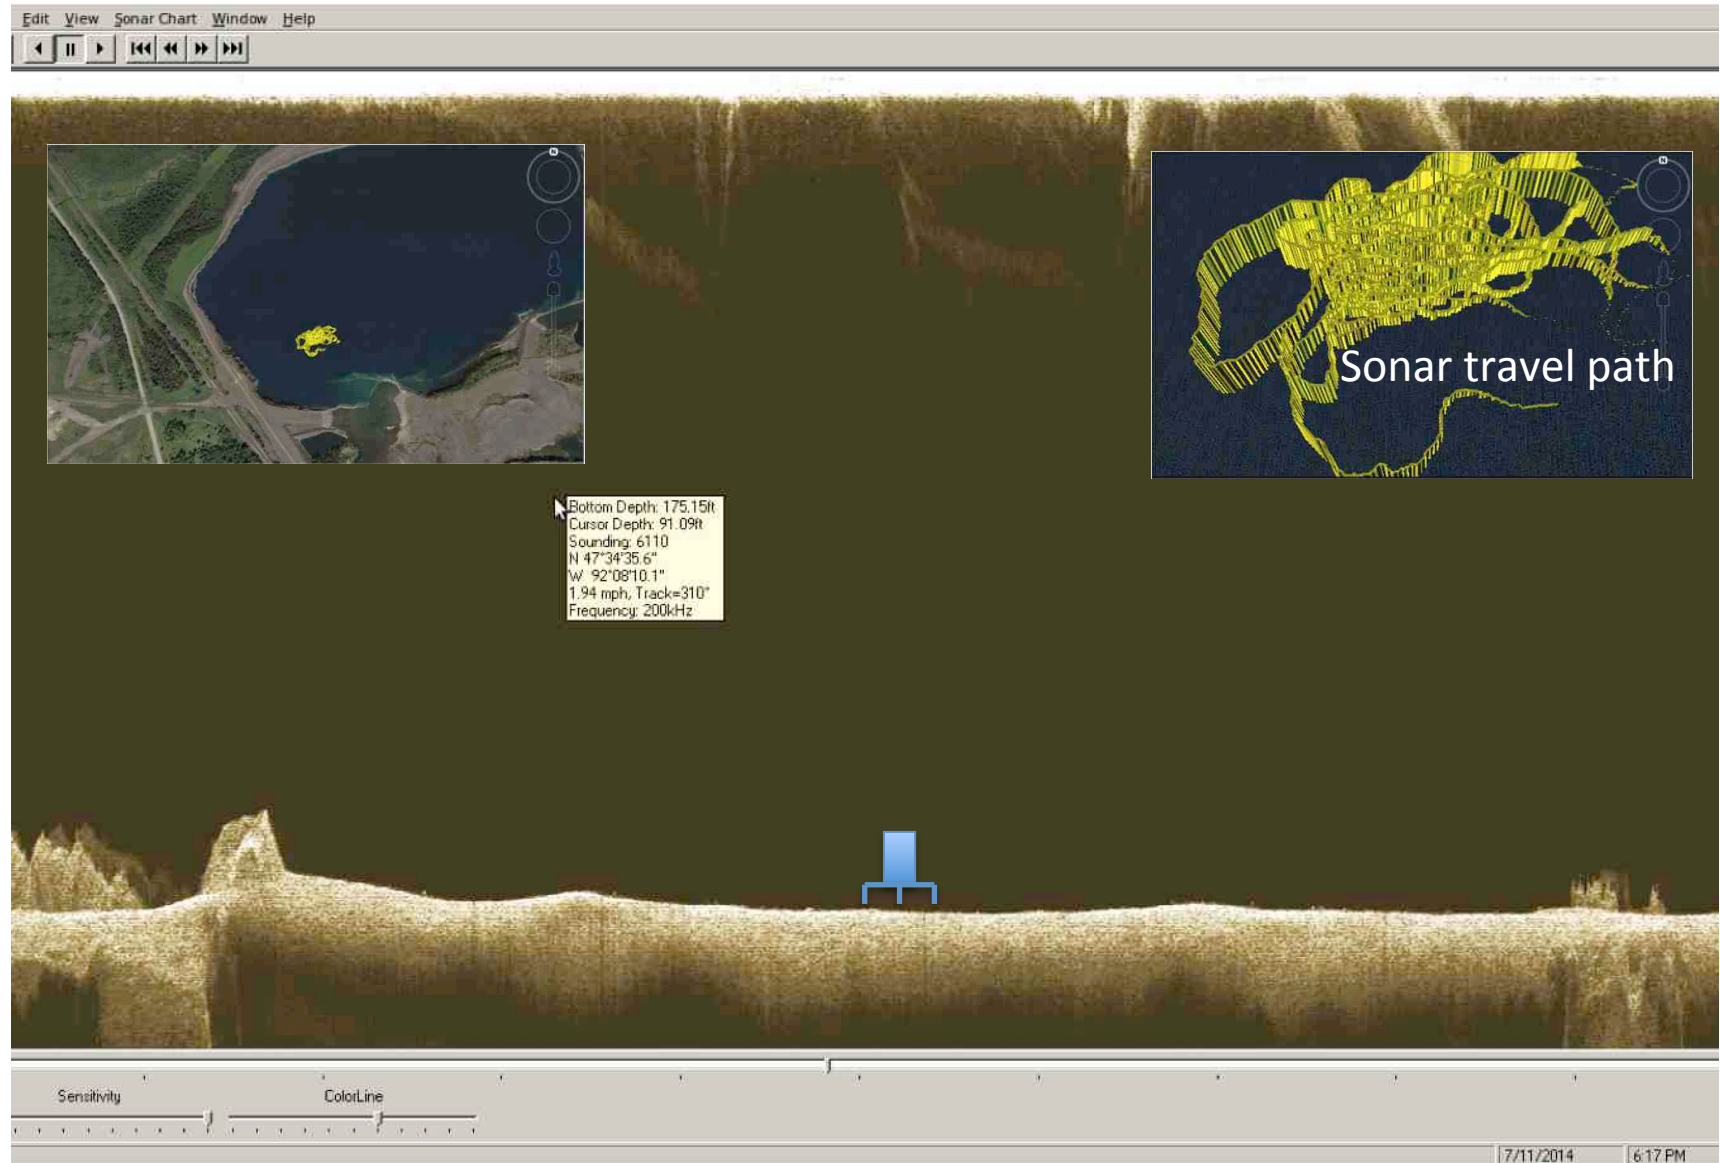 Edit View Sonar Chart Window Help
N
N
Sonar travel path
Bottom Depth: 175.15ft
Cursor Depth: 91.09ft
Sounding: 6110
N 47°34'35.6"
W 92°08'10.1"
1.94 mph, Track=310°
Frequency: 200kHz
Sensitivity ColorLine
7/11/2014 6:17 PM